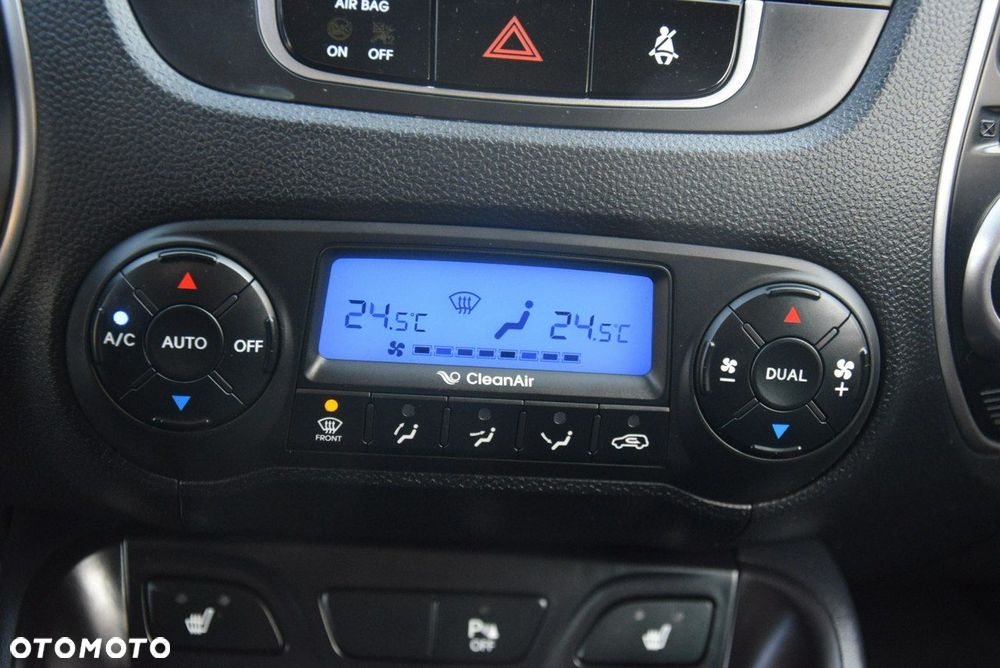 AIR BAG
ON OFF
24.5°C 24.5°C
CleanAir
A/C AUTO OFF
FRONT
DUAL
P OFF
OTOMOTO